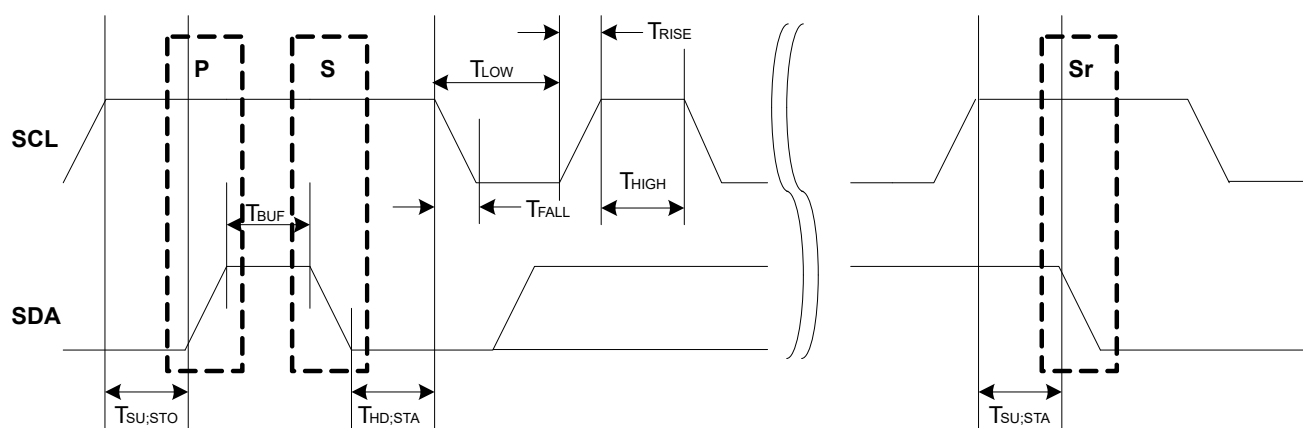 P
S
TRISE
Sr
TLOW
SCL
THIGH
TBUF
TFALL
SDA
TSU;STO
THD;STA
TSU;STA